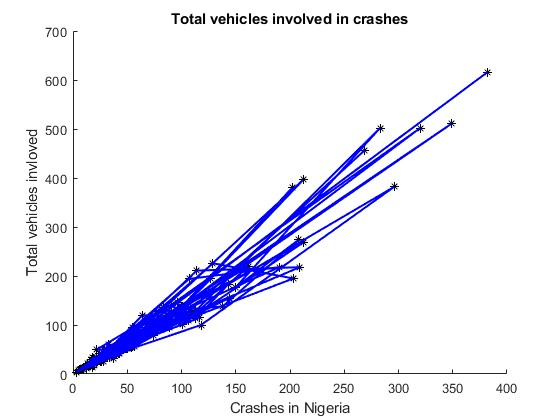 Total vehicles involved in crashes
700
600
500
400
300
200
100
0
Total vehicles invloved
0 50 100 150 200 250 300 350 400
Crashes in Nigeria